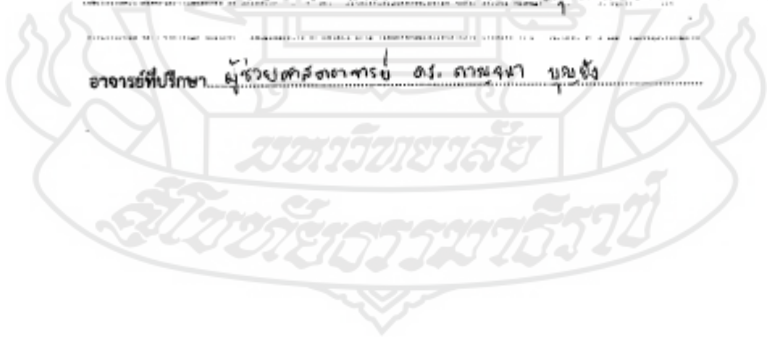 อาจารย์ที่ปรึกษา ผู้ช่วยศาสตราจารย์ ดร. กาญจนา บุญยัง
มหาวิทยาลัย
สุโขทัยธรรมาธิราช